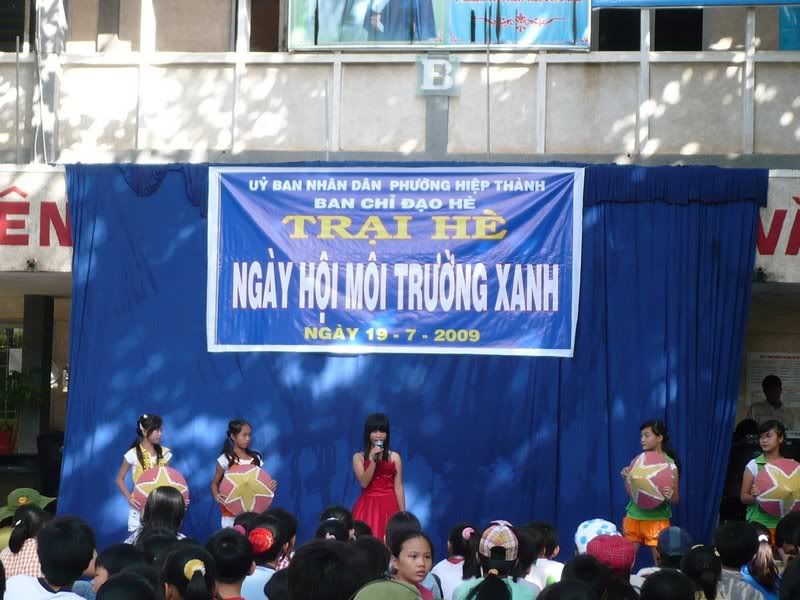 B
UỶ BAN NHÂN DÂN PHƯỜNG HIỆP THÀNH
BAN CHỈ ĐẠO HÈ
TRẠI HÈ
NGÀY HỘI MÔI TRƯỜNG XANH
NGÀY 19 - 7 - 2009